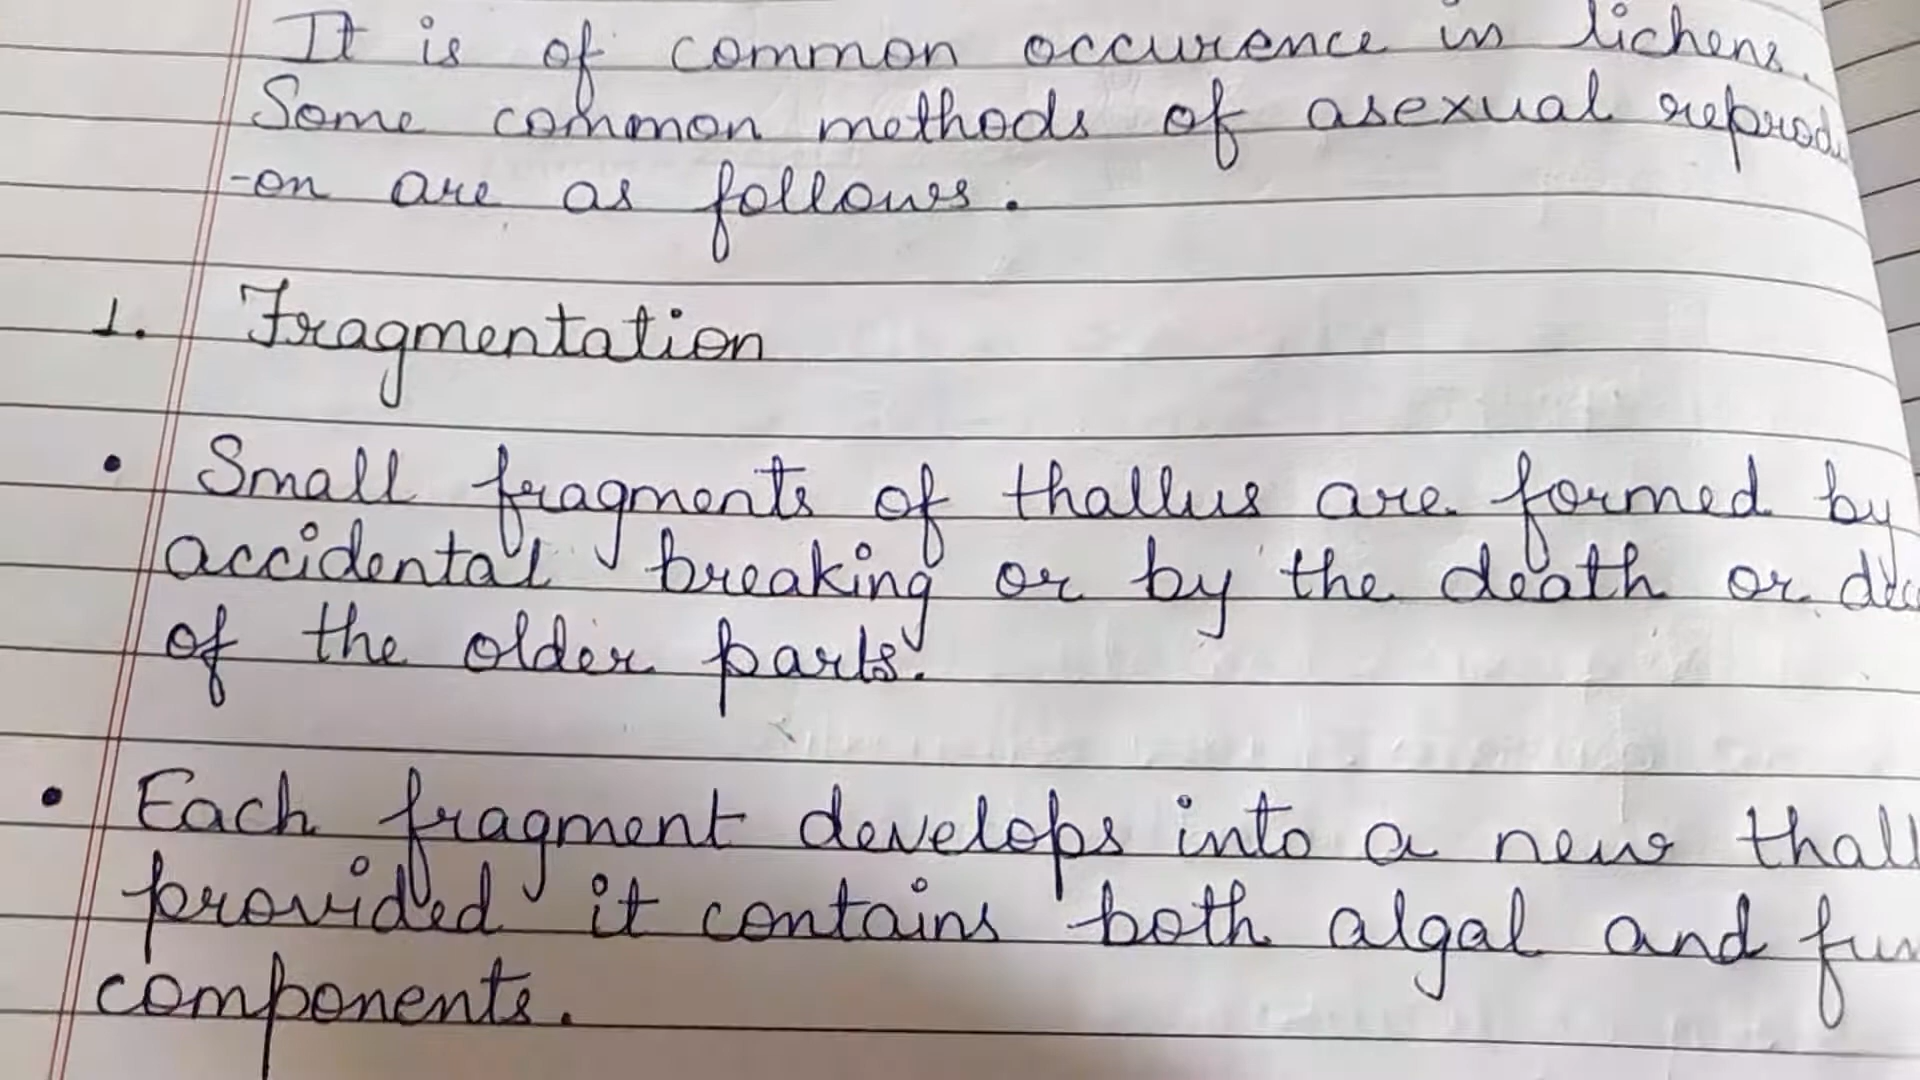 It is of common occurence in lichens.
Some common methods of asexual reprod
-on are as follows.
1. Fragmentation
• Small fragments of thallus are formed by
accidental breaking or by the death or
of the older parts.
• Each fragment develops into a new thall
provided it contains both algal and fun
components.